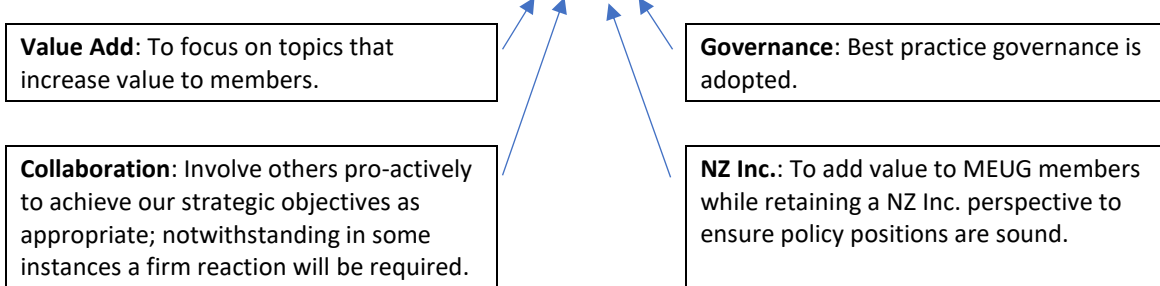 Value Add: To focus on topics that
increase value to members.
Governance: Best practice governance is
adopted.
Collaboration: Involve others pro-actively
to achieve our strategic objectives as
appropriate; notwithstanding in some
instances a firm reaction will be required.
NZ Inc.: To add value to MEUG members
while retaining a NZ Inc. perspective to
ensure policy positions are sound.